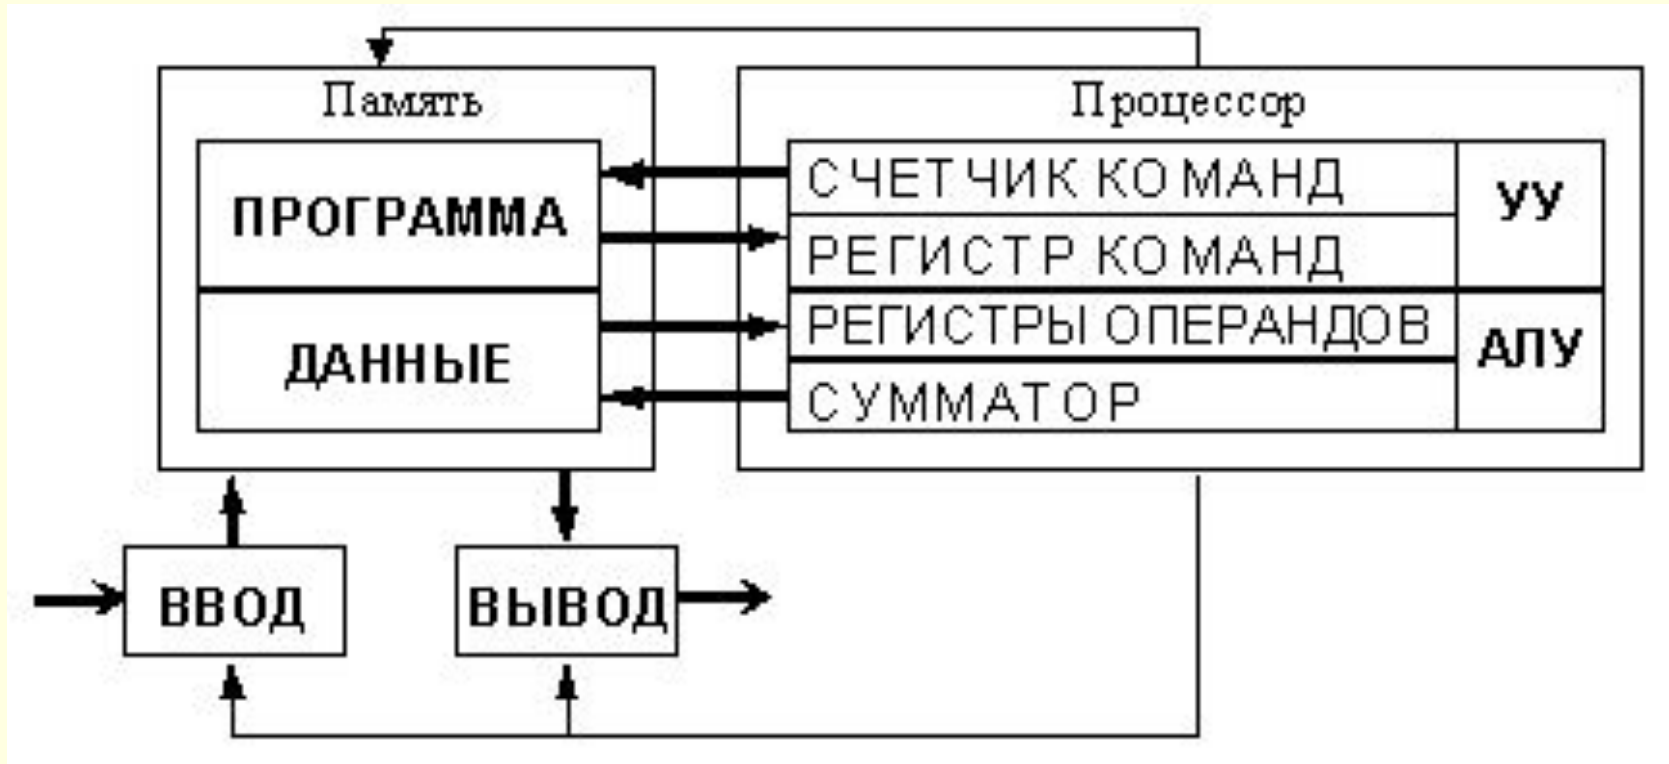 Память
Процессор
ПРОГРАММА
ДАННЫЕ
СЧЕТЧИК КОМАНД
РЕГИСТР КОМАНД
РЕГИСТРЫ ОПЕРАНДОВ
СУММАТОР
УУ
АЛУ
ВВОД
ВЫВОД